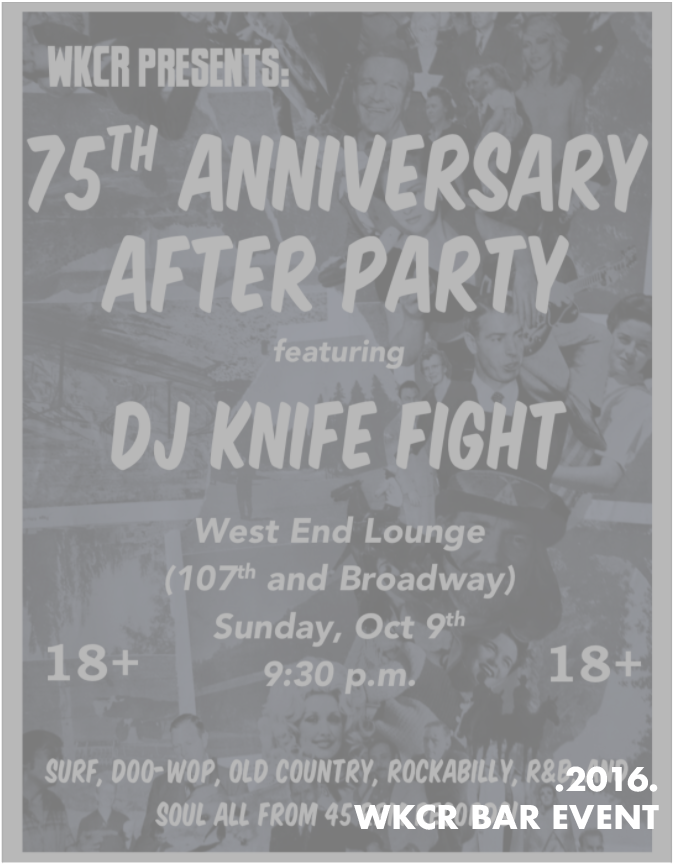 WKCR PRESENTS:
75TH ANNIVERSARY
AFTER PARTY
featuring
DJ KNIFE FIGHT
West End Lounge
(107th and Broadway)
Sunday, Oct 9th
9:30 p.m.
18+
18+
SURF, DOO-WOP, OLD COUNTRY, ROCKABILLY, R&B, AND
SOUL ALL FROM 45
.2016.
WKCR BAR EVENT